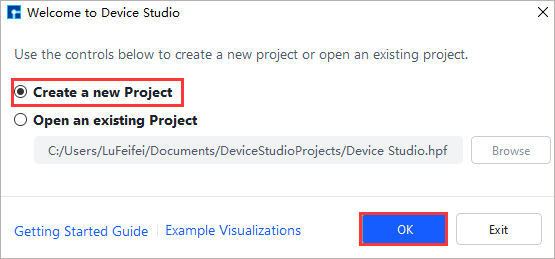 Welcome to Device Studio
Use the controls below to create a new project or open an existing project.
Create a new Project
Open an existing Project
C:/Users/LuFeifei/Documents/DeviceStudioProjects/Device Studio.hpf Browse
Getting Started Guide Example Visualizations OK Exit